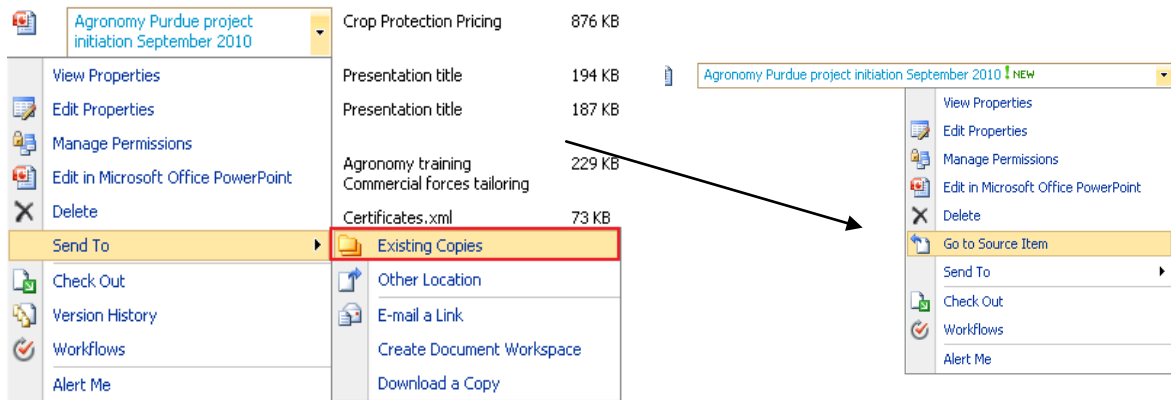 Agronomy Purdue project
initiation September 2010
Crop Protection Pricing 876 KB
View Properties
Presentation title 194 KB
Edit Properties
Presentation title 187 KB
Manage Permissions
Agronomy training 229 KB
Commercial forces tailoring
Edit in Microsoft Office PowerPoint
Delete
Certificates.xml 73 KB
Send To
Existing Copies
Check Out
Other Location
Version History
E-mail a Link
Workflows
Create Document Workspace
Alert Me
Download a Copy
Agronomy Purdue project initiation September 2010 ! NEW
View Properties
Edit Properties
Manage Permissions
Edit in Microsoft Office PowerPoint
Delete
Go to Source Item
Send To
Check Out
Workflows
Alert Me